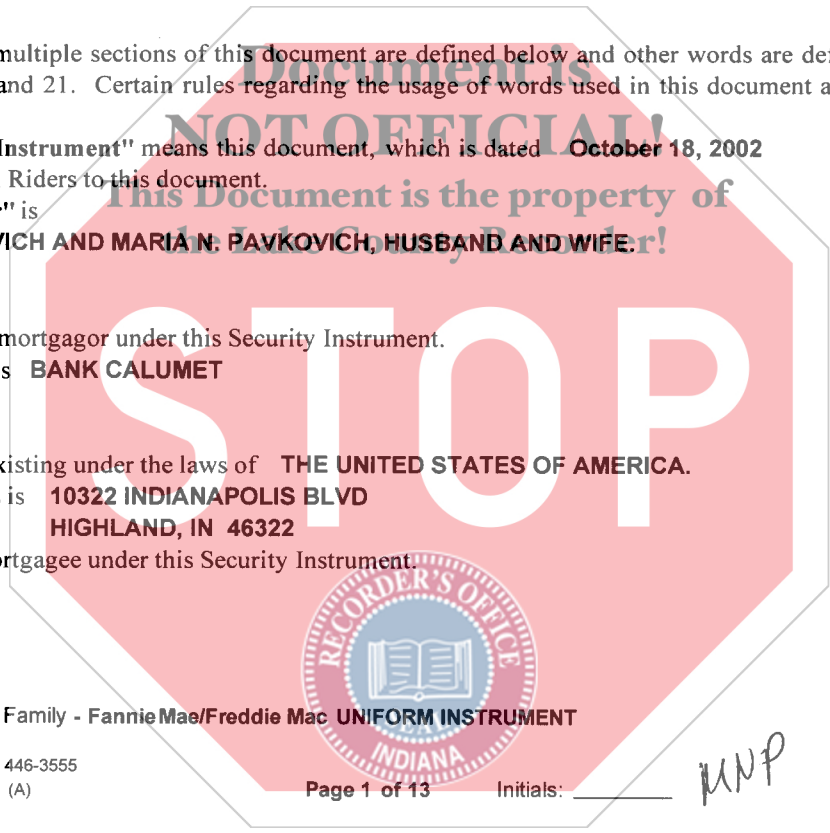 multiple sections of this document are defined below and other words are def
and 21. Certain rules regarding the usage of words used in this document a
Document is
NOT OFFICIAL!
Instrument" means this document, which is dated October 18, 2002
Riders to this document.
This Document is the property of
" is
VICH AND MARIA N. PAVKOVICH, HUSBAND AND WIFE.
the Lake County Recorder!
mortgagor under this Security Instrument.
s BANK CALUMET
STOP
xisting under the laws of THE UNITED STATES OF AMERICA.
is 10322 INDIANAPOLIS BLVD
HIGHLAND, IN 46322
ortgagee under this Security Instrument.
RECORDER'S OFFICE
Family - Fannie Mae/Freddie Mac UNIFORM INSTRUMENT
INDIANA
446-3555
(A)
Page 1 of 13 Initials: MNP